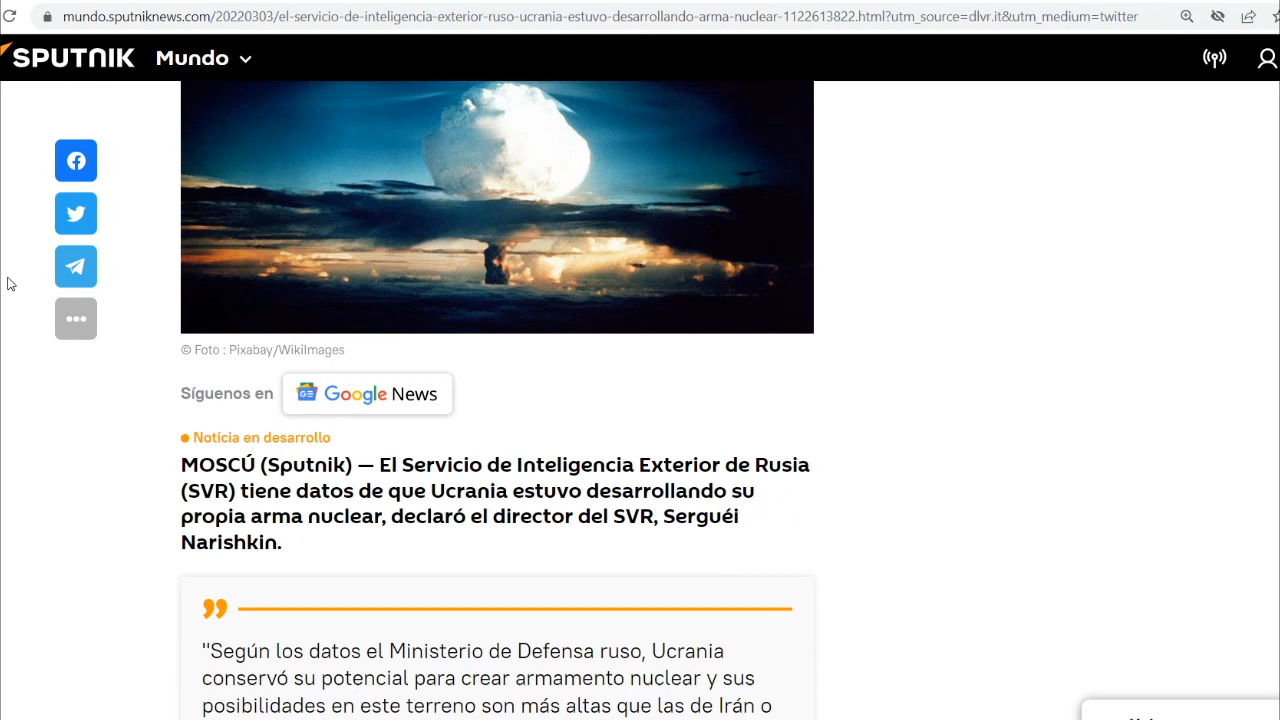 mundo.sputniknews.com/20220303/el-servicio-de-inteligencia-exterior-ruso-ucrania-estuvo-desarrollando-arma-nuclear-1122613822.html?utm_source=dlvr.it&utm_medium=twitter
SPUTNIK Mundo
© Foto : Pixabay/WikiImages
Síguenos en Google News
Noticia en desarrollo
MOSCÚ (Sputnik) — El Servicio de Inteligencia Exterior de Rusia
(SVR) tiene datos de que Ucrania estuvo desarrollando su
propia arma nuclear, declaró el director del SVR, Serguéi
Narishkin.
"Según los datos el Ministerio de Defensa ruso, Ucrania
conservó su potencial para crear armamento nuclear y sus
posibilidades en este terreno son más altas que las de Irán o